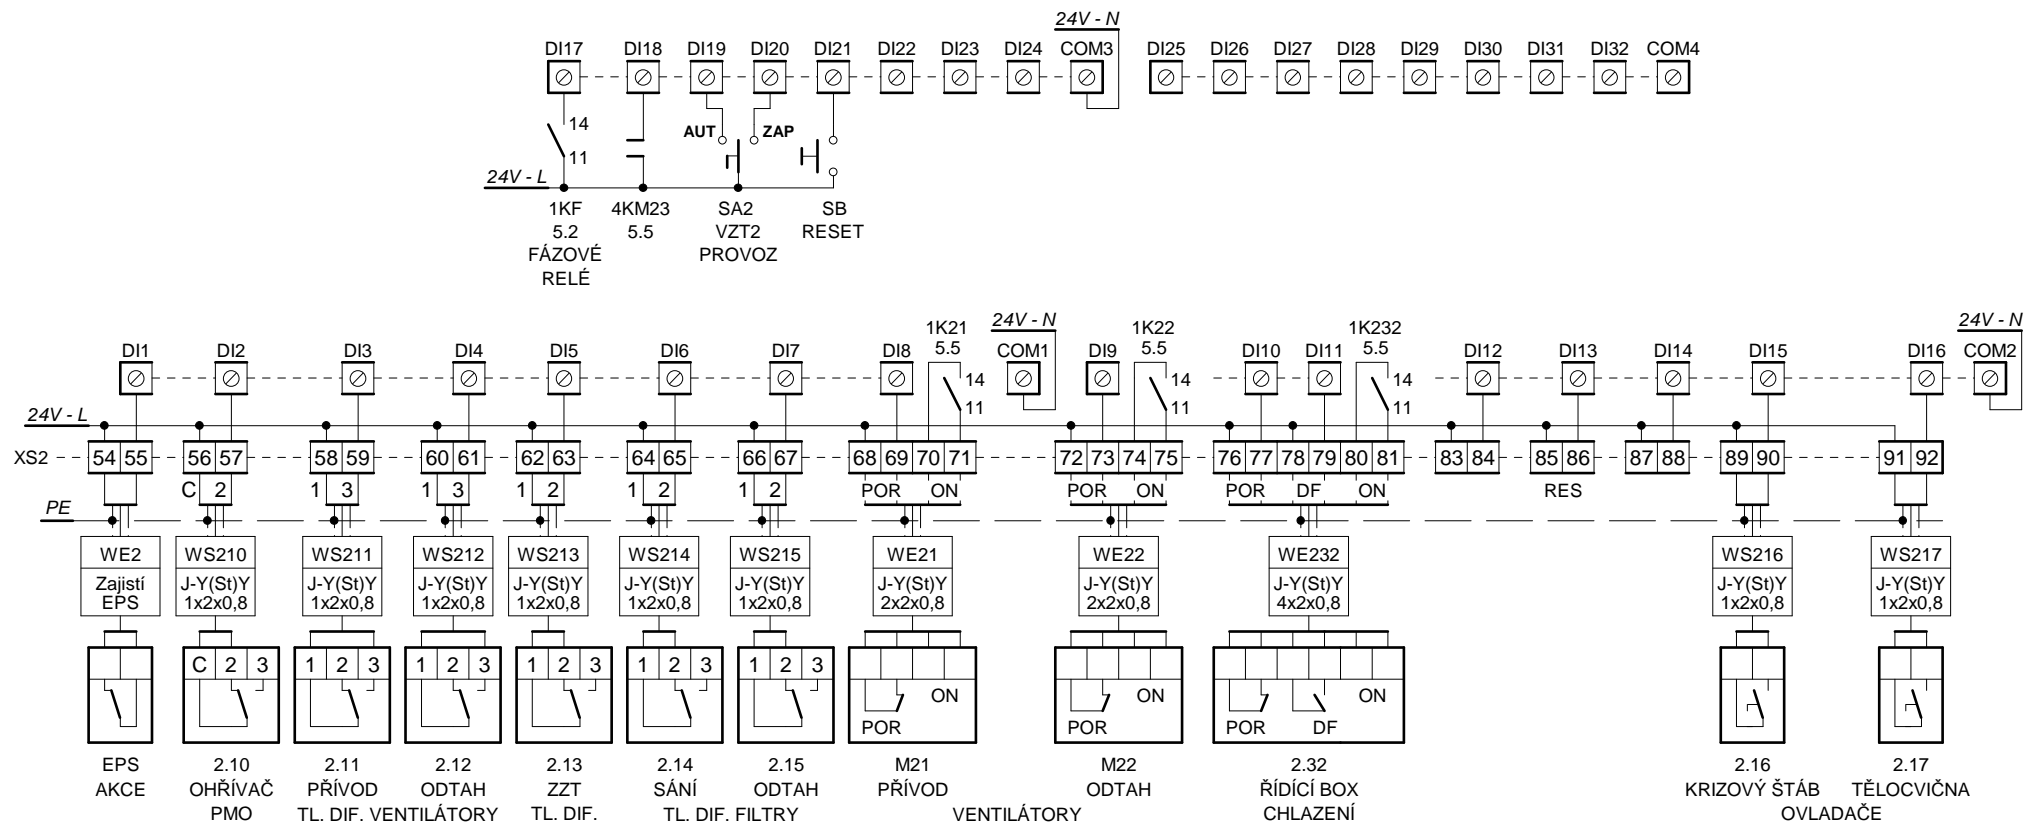 24V - N
DI17 DI18 DI19 DI20 DI21 DI22 DI23 DI24 COM3 DI25 DI26 DI27 DI28 DI29 DI30 DI31 DI32 COM4
14
AUT ZAP
11
24V - L
1KF 4KM23 SA2 SB
5.2 5.5 VZT2 RESET
FÁZOVÉ PROVOZ
RELÉ
1K21 24V - N 1K22 1K232 24V - N
5.5 5.5 5.5
DI1 DI2 DI3 DI4 DI5 DI6 DI7 DI8 COM1 DI9 DI10 DI11 DI12 DI13 DI14 DI15 DI16 COM2
14 14 14
11 11 11
24V - L
XS2 54 55 56 57 58 59 60 61 62 63 64 65 66 67 68 69 70 71 72 73 74 75 76 77 78 79 80 81 83 84 85 86 87 88 89 90 91 92
C 2 1 3 1 3 1 2 1 2 1 2 POR ON POR ON POR DF ON RES
PE
WE2 WS210 WS211 WS212 WS213 WS214 WS215 WE21 WE22 WE232 WS216 WS217
Zajistí J-Y(St)Y J-Y(St)Y J-Y(St)Y J-Y(St)Y J-Y(St)Y J-Y(St)Y J-Y(St)Y J-Y(St)Y J-Y(St)Y J-Y(St)Y J-Y(St)Y
EPS 1x2x0,8 1x2x0,8 1x2x0,8 1x2x0,8 1x2x0,8 1x2x0,8 2x2x0,8 2x2x0,8 4x2x0,8 1x2x0,8 1x2x0,8
C 2 3 1 2 3 1 2 3 1 2 3 1 2 3 1 2 3
ON ON ON
POR POR POR DF
EPS 2.10 2.11 2.12 2.13 2.14 2.15 M21 M22 2.32 2.16 2.17
AKCE OHŘÍVAČ PŘÍVOD ODTAH ZZT SÁNÍ ODTAH PŘÍVOD ODTAH ŘÍDÍCÍ BOX KRIZOVÝ ŠTÁB TĚLOCVIČNA
PMO TL. DIF. VENTILÁTORY TL. DIF. TL. DIF. FILTRY VENTILÁTORY CHLAZENÍ OVLADAČE